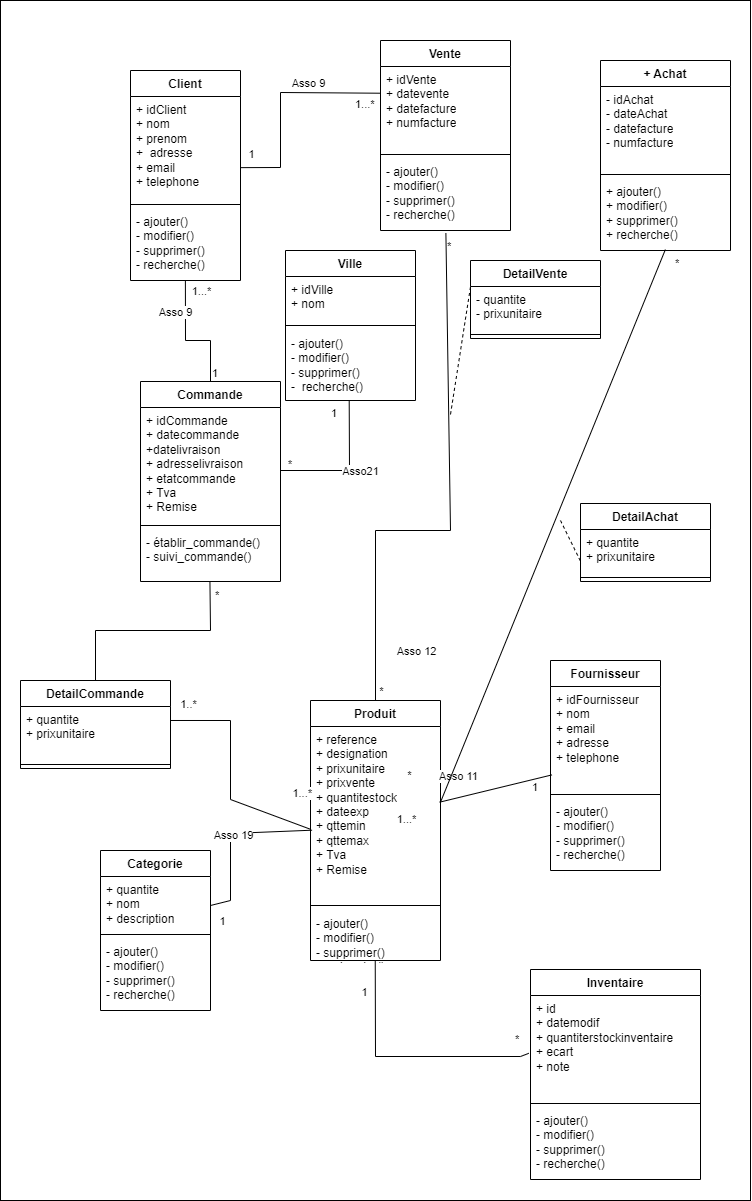 Client
+ idClient
+ nom
+ prenom
+ adresse
+ email
+ telephone
- ajouter()
- modifier()
- supprimer()
- recherche()
Asso 9
1
1...*
Vente
+ idVente
+ datevente
+ datefacture
+ numfacture
- ajouter()
- modifier()
- supprimer()
- recherche()
*
+ Achat
- idAchat
- dateAchat
- datefacture
- numfacture
+ ajouter()
+ modifier()
+ supprimer()
+ recherche()
*
1...*
Asso 9
1
Ville
+ idVille
+ nom
- ajouter()
- modifier()
- supprimer()
- recherche()
1
*
Asso21
DetailVente
- quantite
- prixunitaire
Commande
+ idCommande
+ datecommande
+datelivraison
+ adresselivraison
+ etatcommande
+ Tva
+ Remise
- établir_commande()
- suivi_commande()
*
DetailAchat
+ quantite
+ prixunitaire
Asso 12
*
DetailCommande
+ quantite
+ prixunitaire
1..*
Produit
+ reference
+ designation
+ prixunitaire
+ prixvente
+ quantitestock
+ dateexp
+ qttemin
+ qttemax
+ Tva
+ Remise
- ajouter()
- modifier()
- supprimer()
*
1...*
1...*
Asso 11
1
Fournisseur
+ idFournisseur
+ nom
+ email
+ adresse
+ telephone
- ajouter()
- modifier()
- supprimer()
- recherche()
Asso 19
1
Categorie
+ quantite
+ nom
+ description
- ajouter()
- modifier()
- supprimer()
- recherche()
1
*
Inventaire
+ id
+ datemodif
+ quantiterstockinventaire
+ ecart
+ note
- ajouter()
- modifier()
- supprimer()
- recherche()